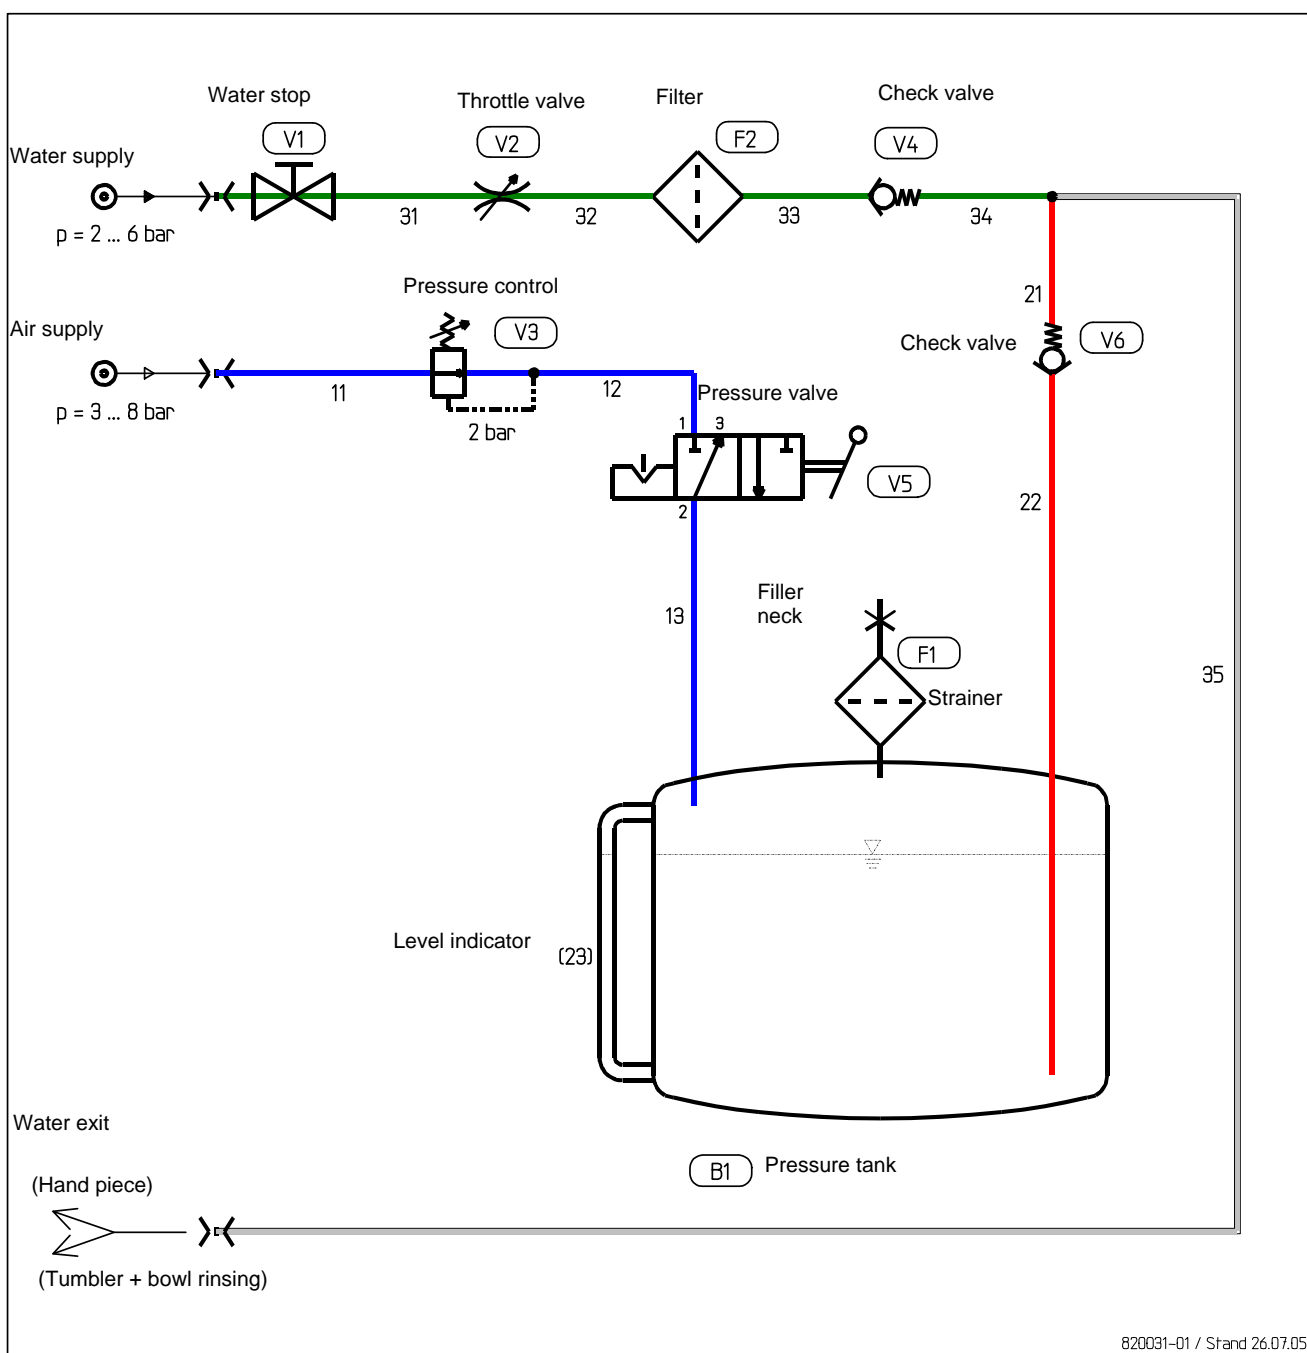 Water stop
Throttle valve
Filter
Check valve
V1
V2
F2
V4
Water supply
31
32
33
34
p = 2 ... 6 bar
Pressure control
21
V3
Check valve
V6
Air supply
11
12
Pressure valve
p = 3 ... 8 bar
2 bar
1
3
V5
2
22
Filler
neck
13
F1
Strainer
35
Level indicator
(23)
Water exit
B1
Pressure tank
(Hand piece)
(Tumbler + bowl rinsing)
820031-01 / Stand 26.07.05